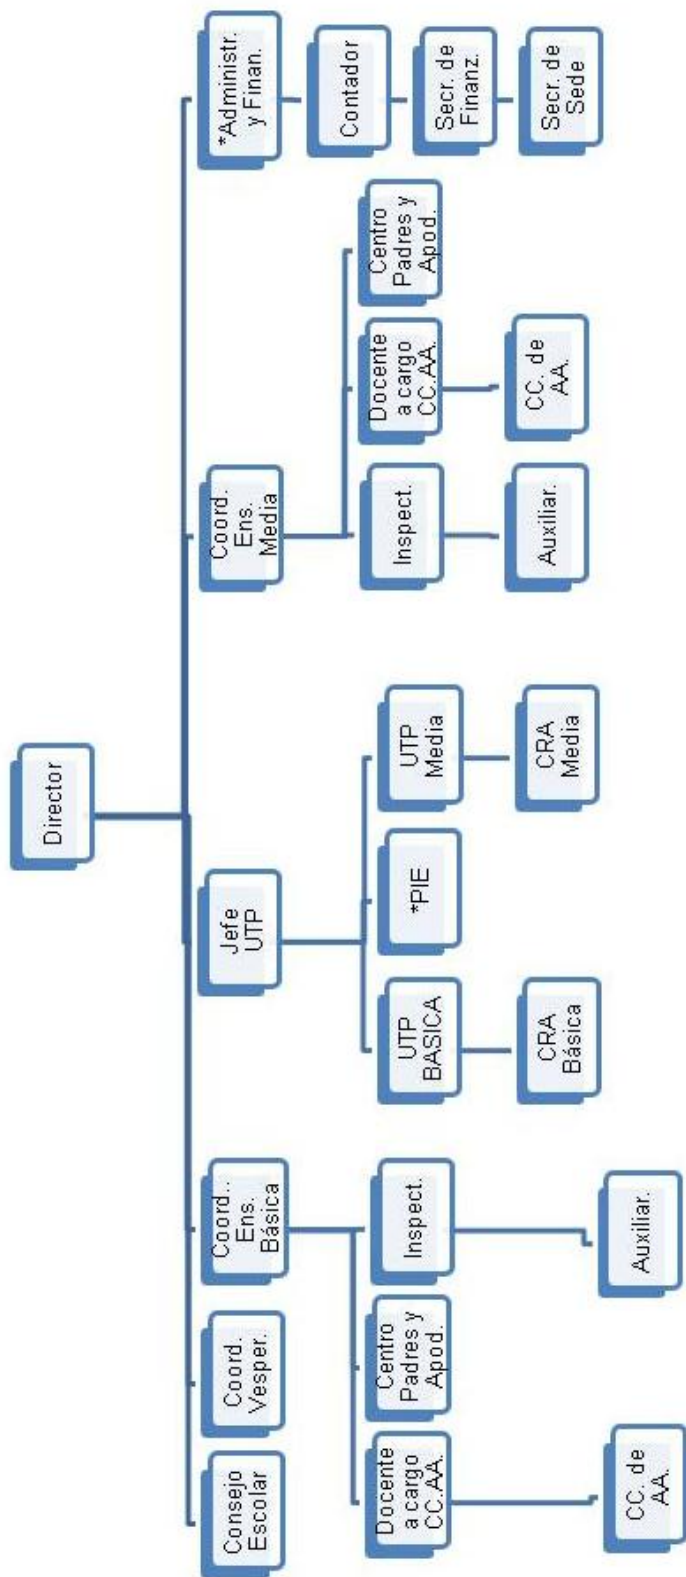 Director
Consejo
Escolar
Coord.
Vesper.
Coord..
Ens.
Básica
Jefe
UTP
Coord.
Ens.
Media
*Administr.
y Finan.
Docente
a cargo
CC.AA.
Centro
Padres y
Apod.
Inspect.
UTP
BASICA
*PIE
UTP
Media
Inspect.
Docente
a cargo
CC.AA.
Centro
Padres y
Apod.
Contador
CC. de
AA.
Auxiliar.
CRA
Básica
CRA
Media
Auxiliar.
CC. de
AA.
Secr. de
Finanz.
Secr. de
Sede